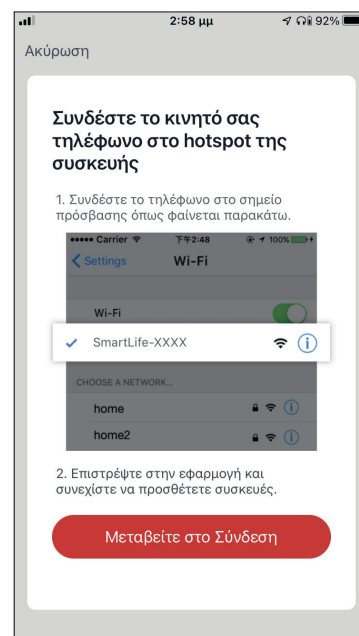 2:58 μμ 92%
Ακύρωση
Συνδέστε το κινητό σας
τηλέφωνο στο hotspot της
συσκευής
1. Συνδέστε το τηλέφωνο στο σημείο
πρόσβασης όπως φαίνεται παρακάτω.
Carrier 下午2:48 100%
Settings Wi-Fi
Wi-Fi
SmartLife-XXXX
CHOOSE A NETWORK...
home
home2
2. Επιστρέψτε στην εφαρμογή και
συνεχίστε να προσθέτετε συσκευές.
Μεταβείτε στο Σύνδεση